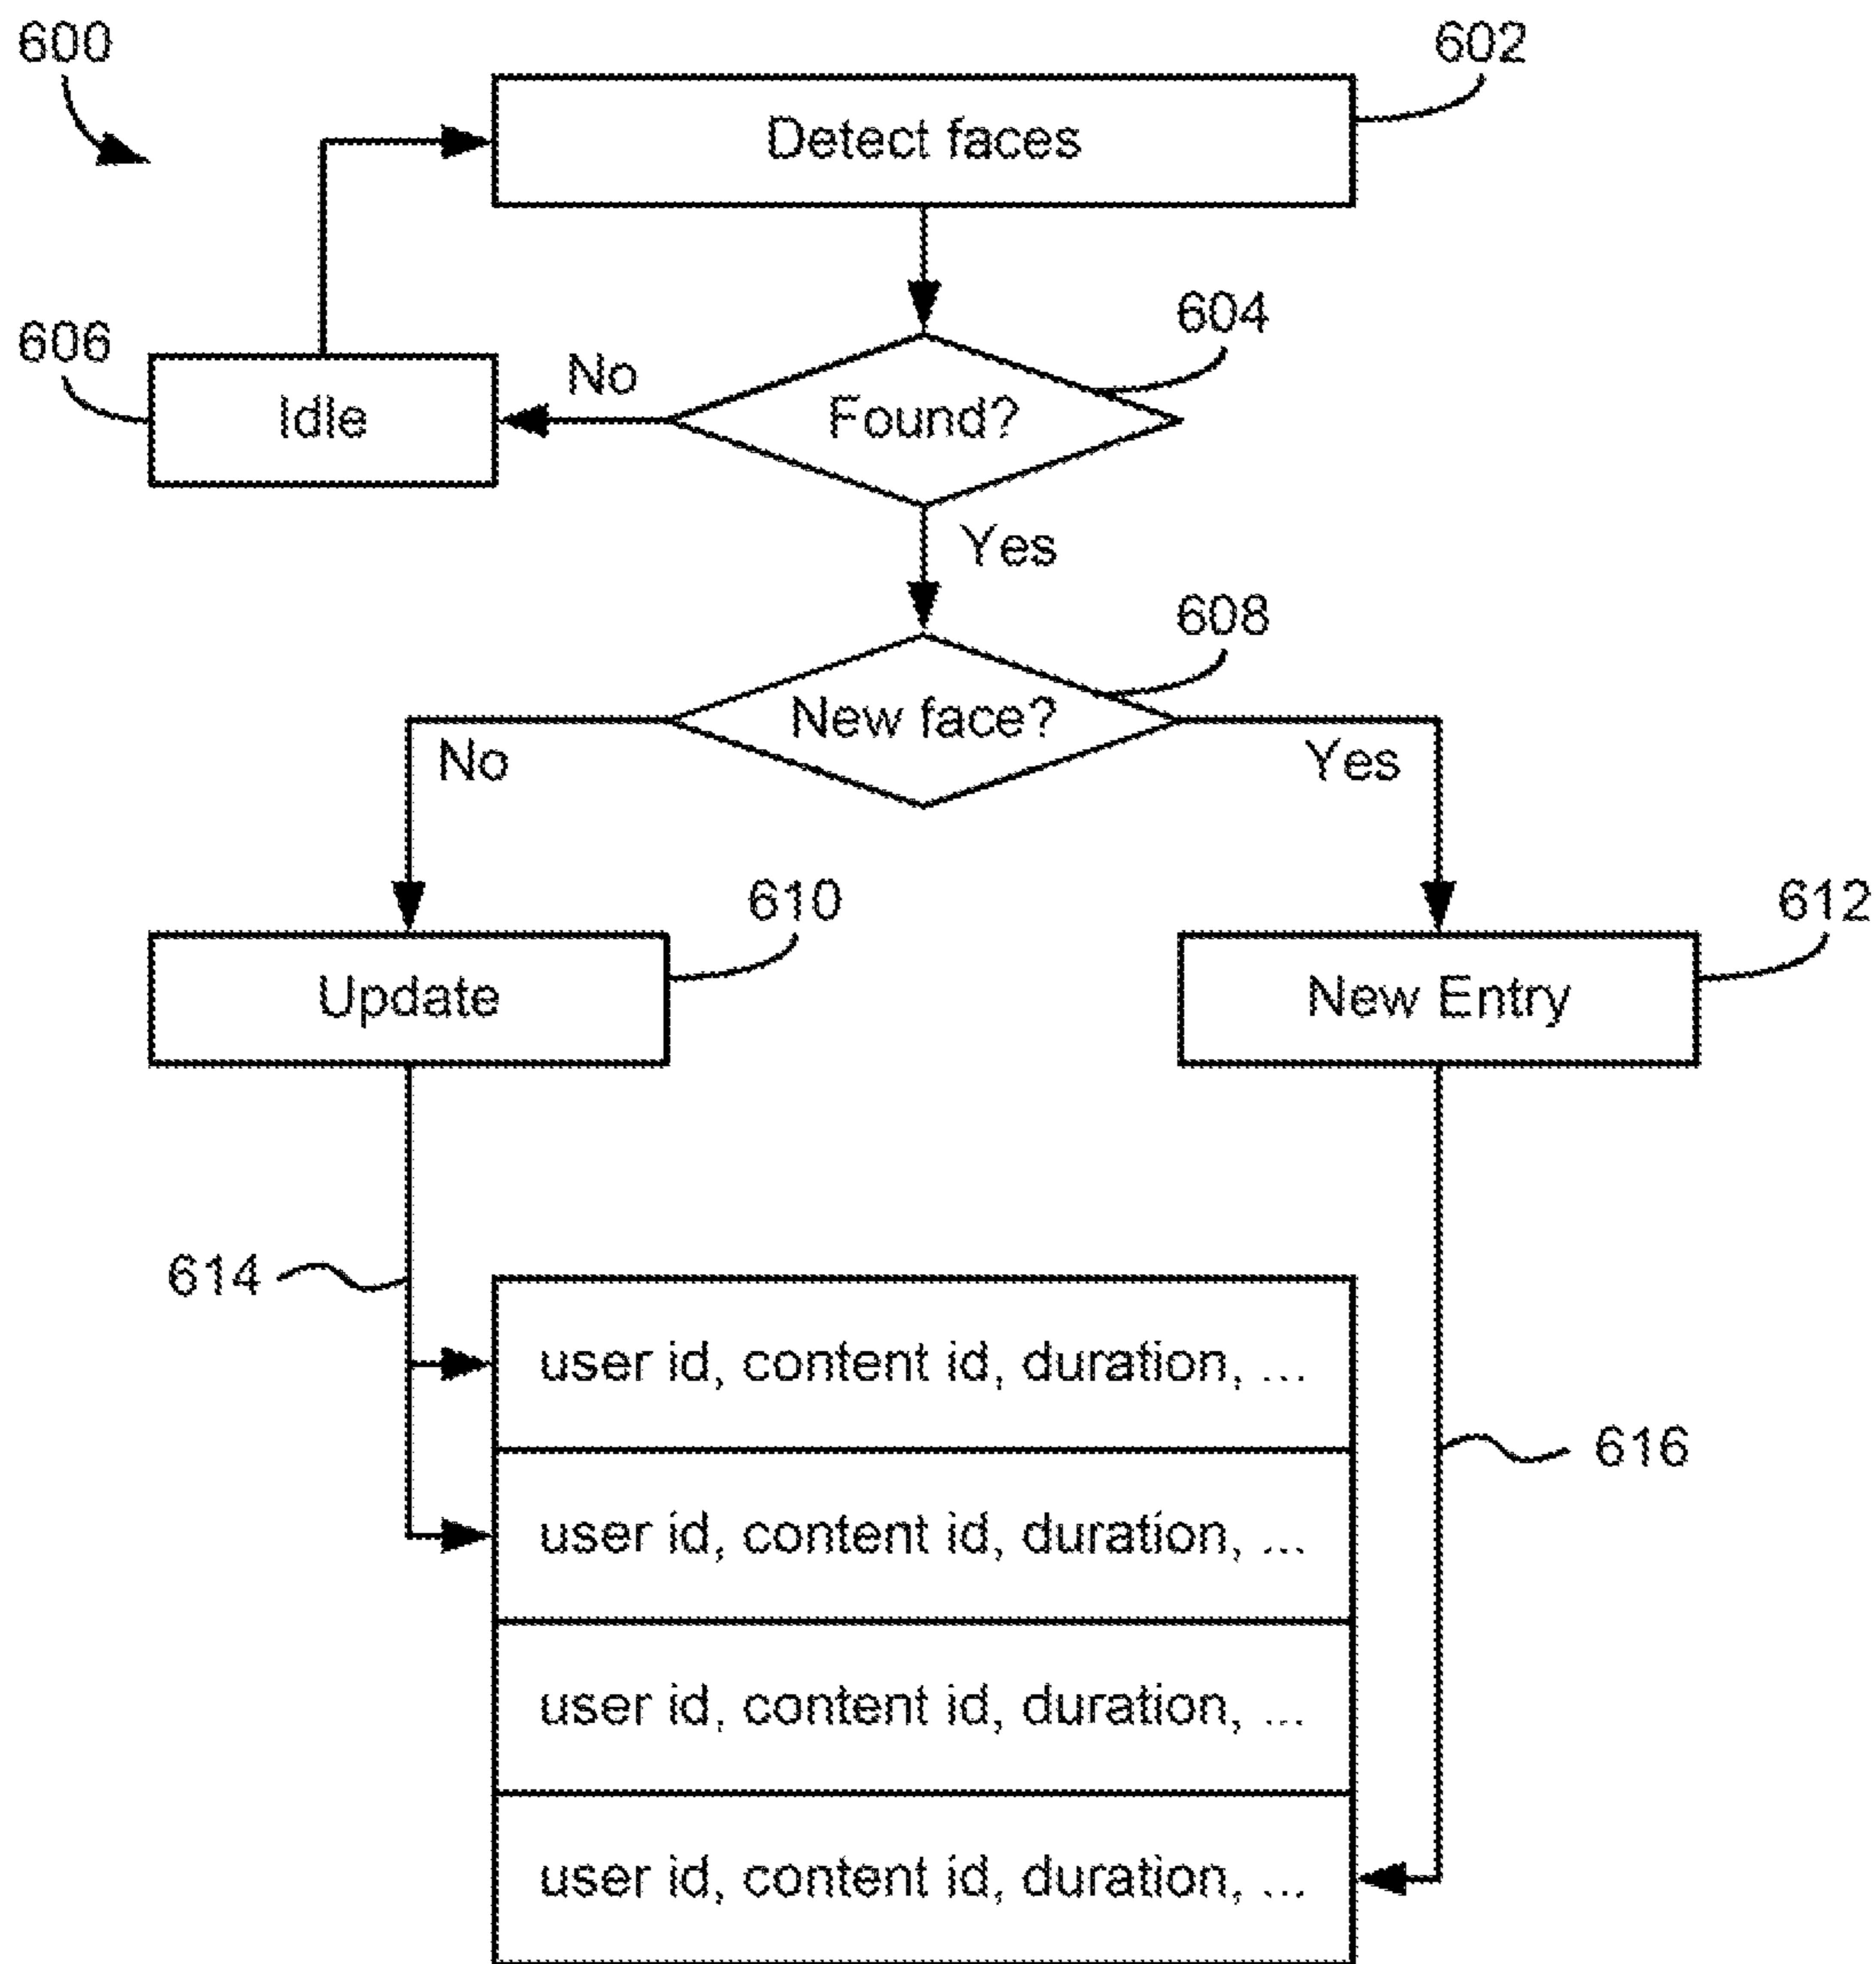 600
602
Detect faces
604
606
No
Idle
Found?
Yes
608
New face?
No
Yes
610
612
Update
New Entry
614
user id, content id, duration, ...
616
user id, content id, duration, ...
user id, content id, duration, ...
user id, content id, duration, ...